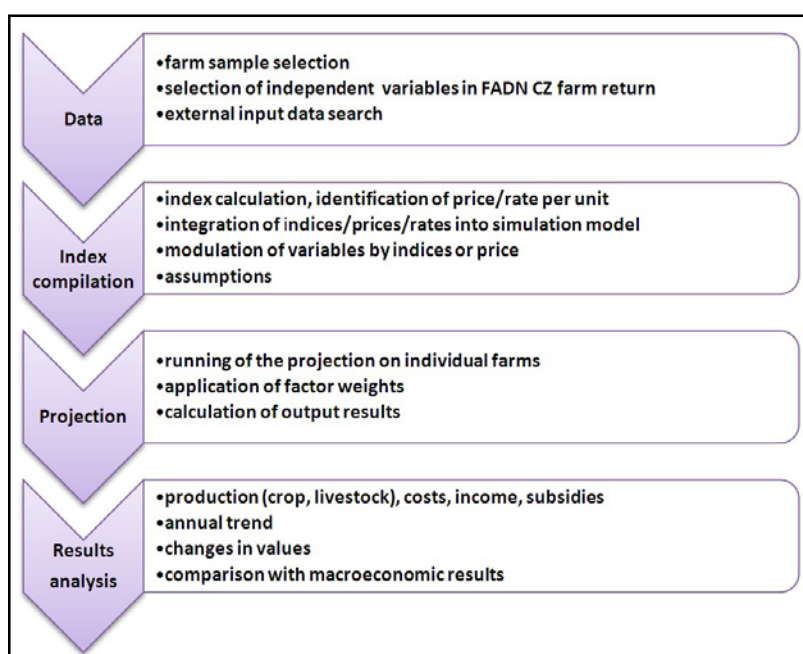 Data
•farm sample selection
•selection of independent variables in FADN CZ farm return
•external input data search
Index
compilation
•index calculation, identification of price/rate per unit
•integration of indices/prices/rates into simulation model
•modulation of variables by indices or price
•assumptions
Projection
•running of the projection on individual farms
•application of factor weights
•calculation of output results
Results
analysis
•production (crop, livestock), costs, income, subsidies
•annual trend
•changes in values
•comparison with macroeconomic results